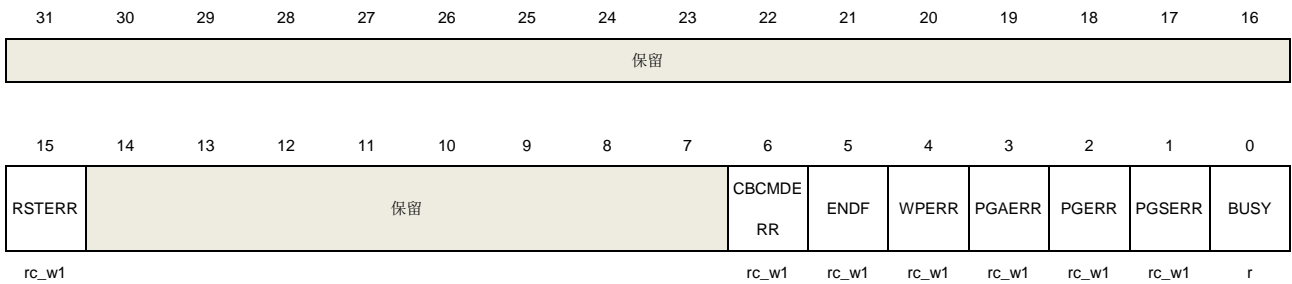 31 30 29 28 27 26 25 24 23 22 21 20 19 18 17 16
保留
15 14 13 12 11 10 9 8 7 6 5 4 3 2 1 0
RSTERR 保留 CBCMDE ENDF WPERR PGAERR PGERR PGSERR BUSY
RR
rc_w1 rc_w1 rc_w1 rc_w1 rc_w1 rc_w1 rc_w1 r